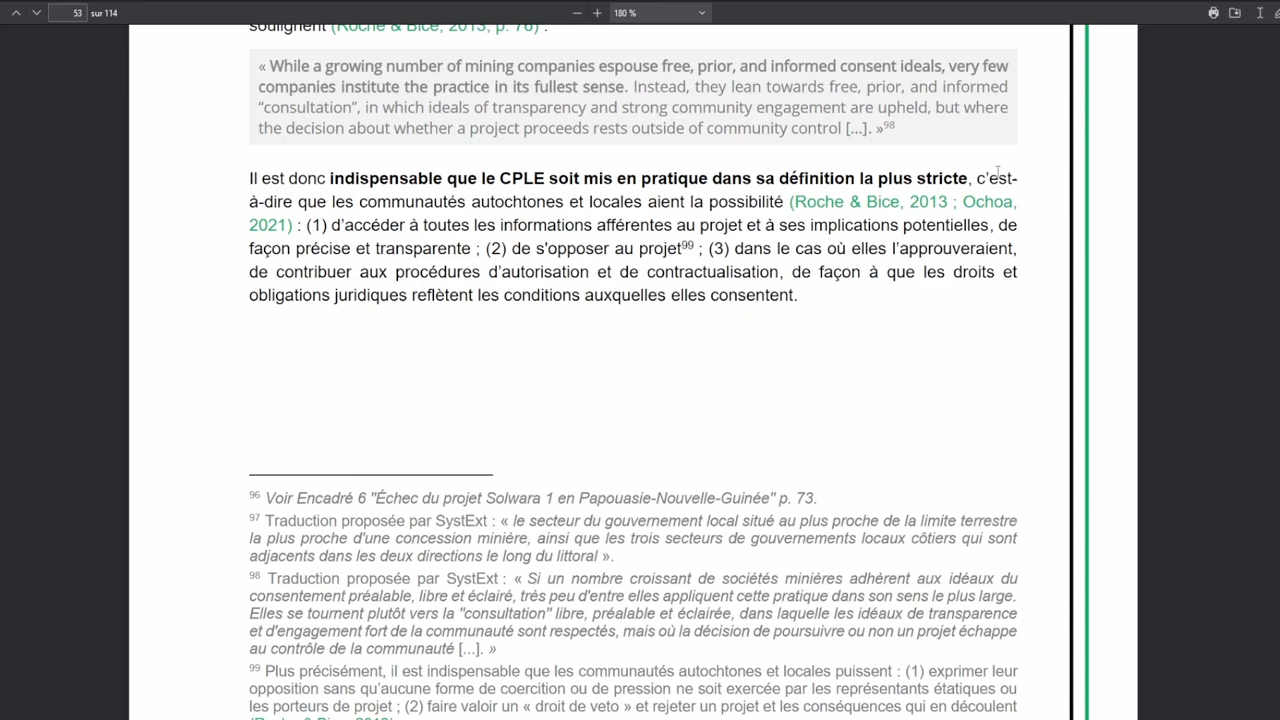 53 sur 114
180 %
soulignent (Roche & Bice, 2013, p. 76) :
« While a growing number of mining companies espouse free, prior, and informed consent ideals, very few
companies institute the practice in its fullest sense. Instead, they lean towards free, prior, and informed
“consultation”, in which ideals of transparency and strong community engagement are upheld, but where
the decision about whether a project proceeds rests outside of community control [...]. »98
Il est donc indispensable que le CPLE soit mis en pratique dans sa définition la plus stricte, c’est-
à-dire que les communautés autochtones et locales aient la possibilité (Roche & Bice, 2013 ; Ochoa,
2021) : (1) d’accéder à toutes les informations afférentes au projet et à ses implications potentielles, de
façon précise et transparente ; (2) de s'opposer au projet99 ; (3) dans le cas où elles l’approuveraient,
de contribuer aux procédures d’autorisation et de contractualisation, de façon à que les droits et
obligations juridiques reflètent les conditions auxquelles elles consentent.
96 Voir Encadré 6 "Échec du projet Solwara 1 en Papouasie-Nouvelle-Guinée" p. 73.
97 Traduction proposée par SystExt : « le secteur du gouvernement local situé au plus proche de la limite terrestre
la plus proche d'une concession minière, ainsi que les trois secteurs de gouvernements locaux côtiers qui sont
adjacents dans les deux directions le long du littoral ».
98 Traduction proposée par SystExt : « Si un nombre croissant de sociétés minières adhèrent aux idéaux du
consentement préalable, libre et éclairé, très peu d'entre elles appliquent cette pratique dans son sens le plus large.
Elles se tournent plutôt vers la "consultation" libre, préalable et éclairée, dans laquelle les idéaux de transparence
et d'engagement fort de la communauté sont respectés, mais où la décision de poursuivre ou non un projet échappe
au contrôle de la communauté [...]. »
99 Plus précisément, il est indispensable que les communautés autochtones et locales puissent : (1) exprimer leur
opposition sans qu’aucune forme de coercition ou de pression ne soit exercée par les représentants étatiques ou
les porteurs de projet ; (2) faire valoir un « droit de veto » et rejeter un projet et les conséquences qui en découlent